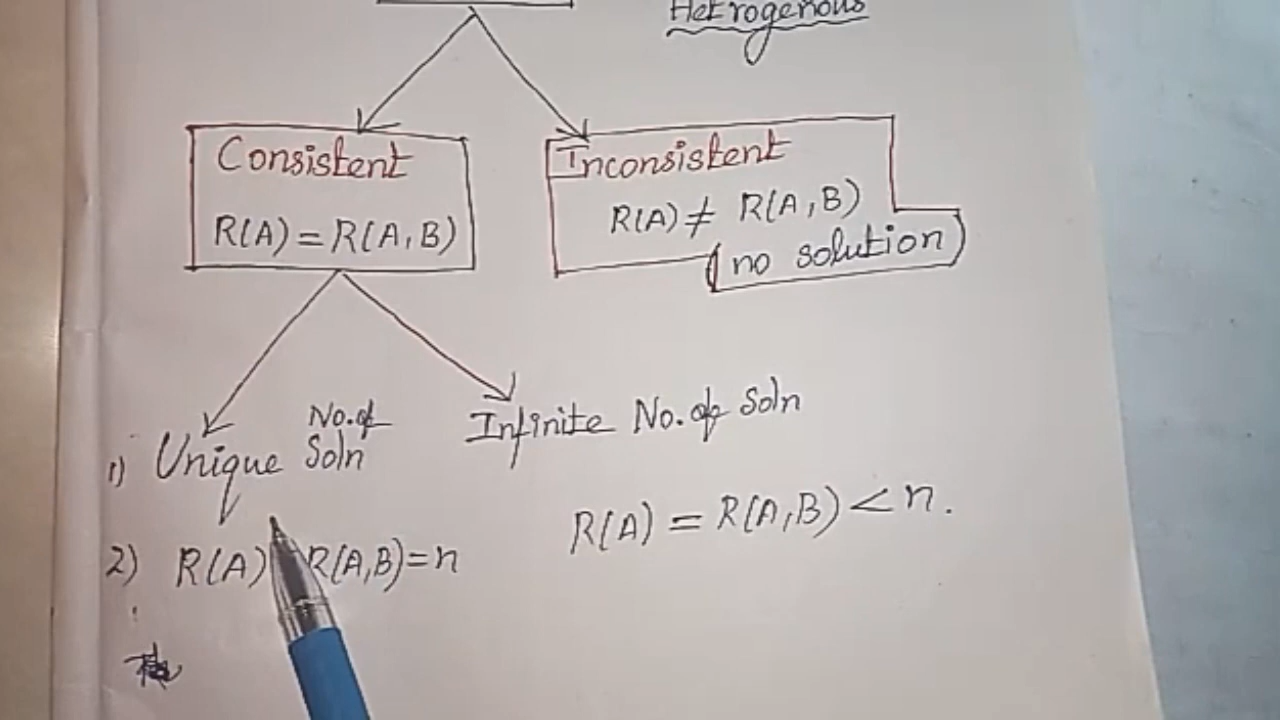 Hetrogenous
Consistent
R(A) = R(A,B)
Inconsistent
R(A) ≠ R(A,B)
(no solution)
1) Unique No. of Soln
Infinite No. of Soln
2) R(A) R(A,B) = n
R(A) = R(A,B) < n.